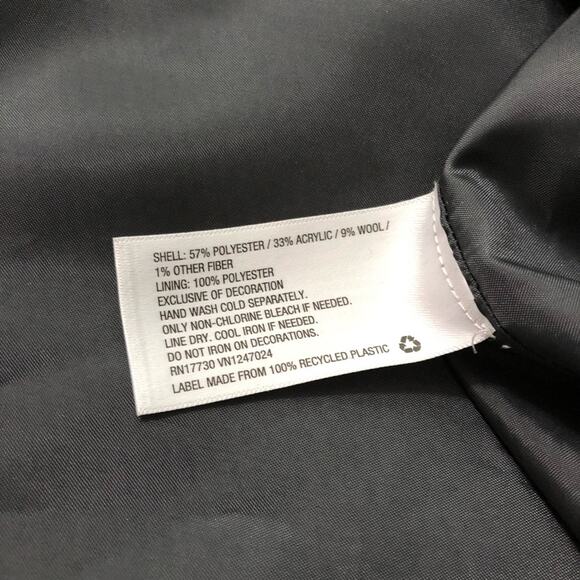 SHELL: 57% POLYESTER / 33% ACRYLIC / 9% WOOL /
1% OTHER FIBER
LINING: 100% POLYESTER
EXCLUSIVE OF DECORATION
HAND WASH COLD SEPARATELY.
ONLY NON-CHLORINE BLEACH IF NEEDED.
LINE DRY. COOL IRON IF NEEDED.
DO NOT IRON ON DECORATIONS.
RN17730 VN1247024
LABEL MADE FROM 100% RECYCLED PLASTIC